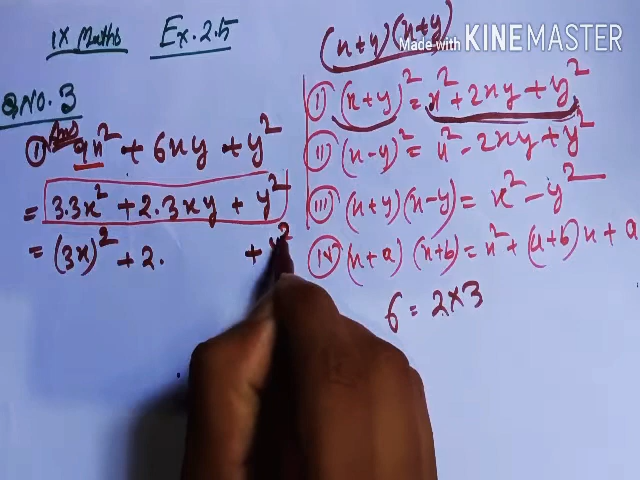 IX Maths Ex. 2.5
Q NO. 3
(x+y)(x+y)
Made with KINEMASTER
① Ans 9x² + 6xy + y²
= 3.3x² + 2.3xy + y²
= (3x)² + 2. + y²
Ⓘ (x+y)² = x² + 2xy + y²
ⓘⓘ (x-y)² = x² - 2xy + y²
ⓘⓘⓘ (x+y)(x-y) = x² - y²
ⓘⓥ (x+a)(x+b) = x² + (a+b)x + a
6 = 2×3